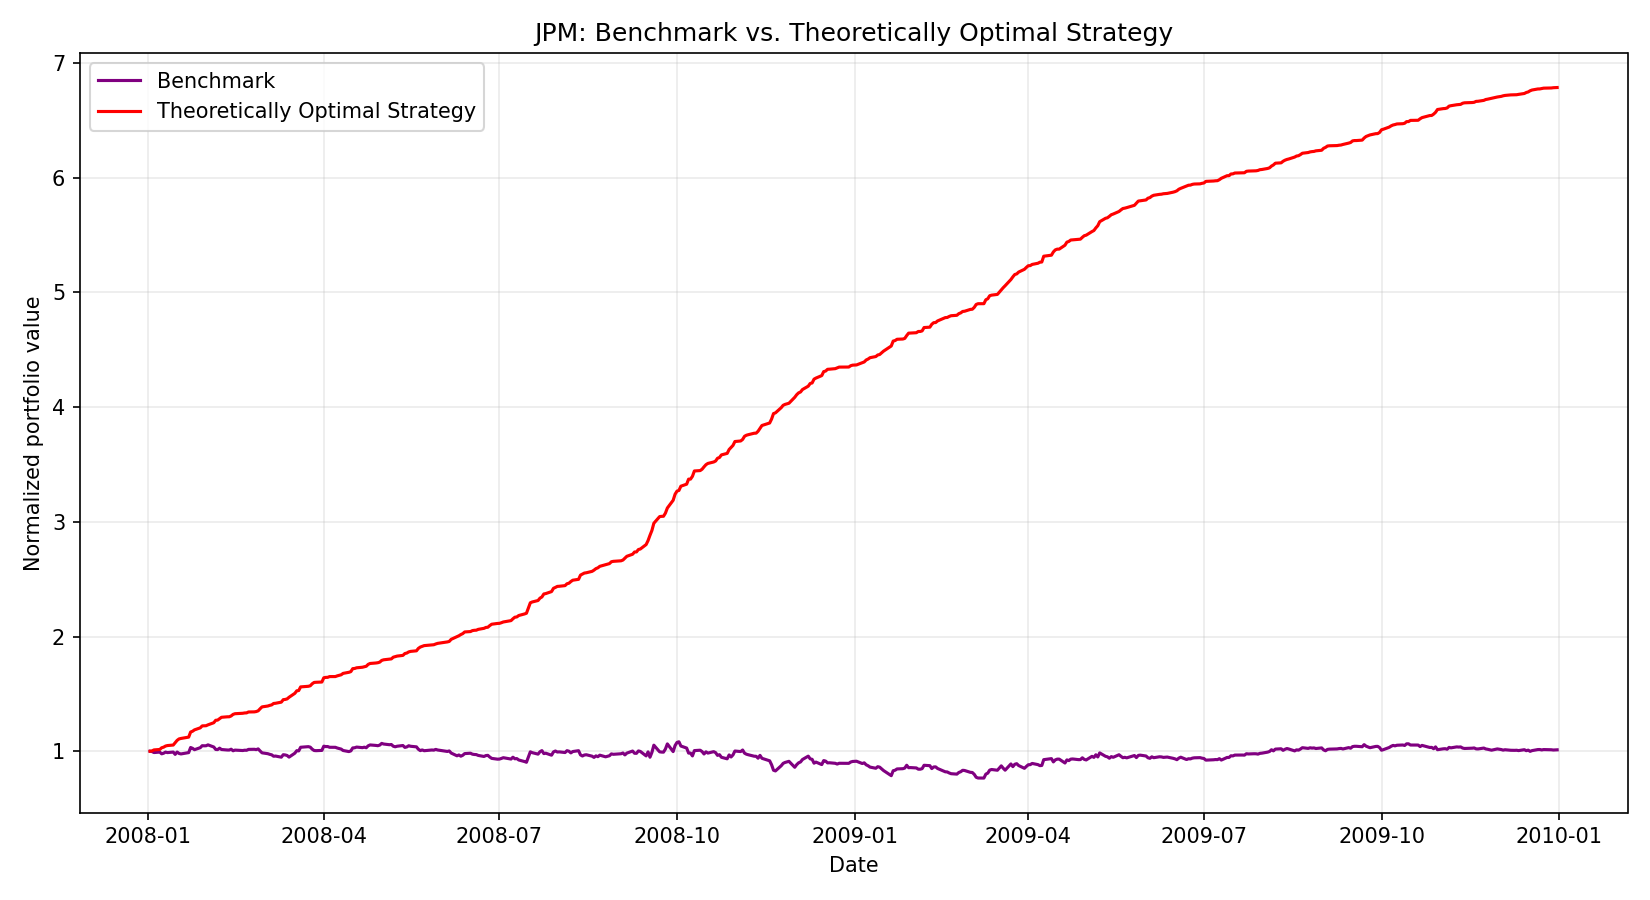 JPM: Benchmark vs. Theoretically Optimal Strategy
Benchmark
Theoretically Optimal Strategy
Normalized portfolio value
7
6
5
4
3
2
1
2008-01 2008-04 2008-07 2008-10 2009-01 2009-04 2009-07 2009-10 2010-01
Date